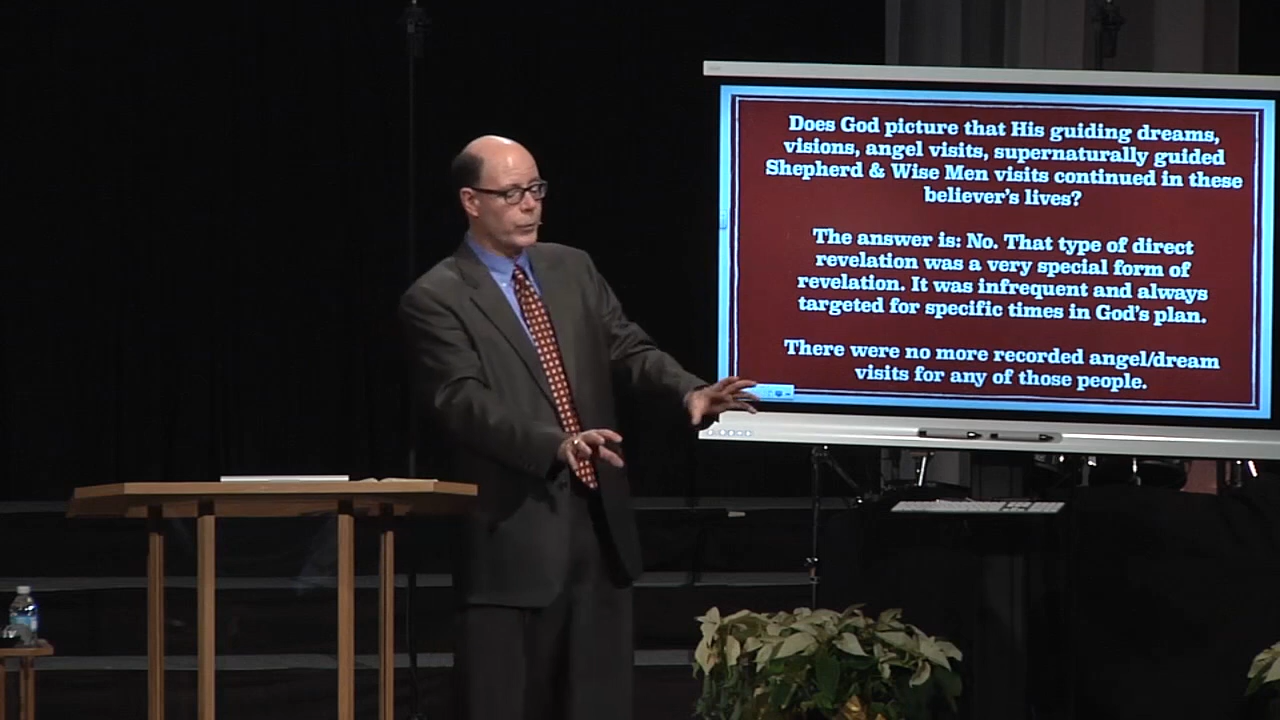 Does God picture that His guiding dreams,
visions, angel visits, supernaturally guided
Shepherd & Wise Men visits continued in these
believer's lives?
The answer is: No. That type of direct
revelation was a very special form of
revelation. It was infrequent and always
targeted for specific times in God's plan.
There were no more recorded angel/dream
visits for any of those people.